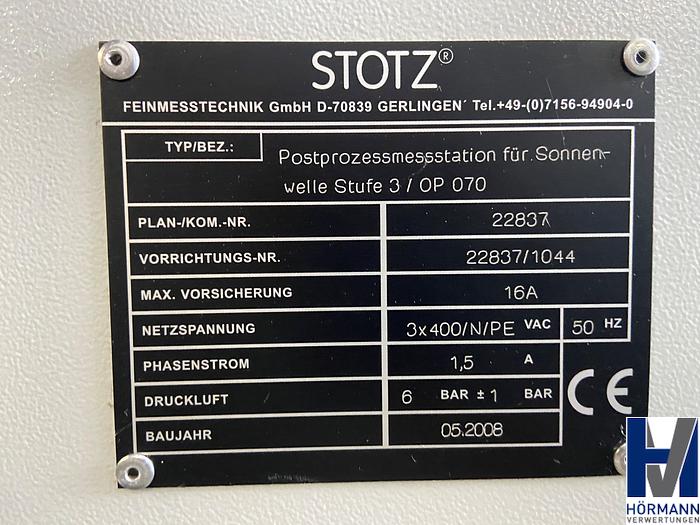 STOTZ®
FEINMESSTECHNIK GmbH D-70839 GERLINGEN´ Tel.+49-(0)7156-94904-0
TYP/BEZ.: Postprozessmessstation für Sonnen-
welle Stufe 3 / OP 070
PLAN-/KOM.-NR. 22837
VORRICHTUNGS-NR. 22837/1044
MAX. VORSICHERUNG 16A
NETZSPANNUNG 3x400/N/PE VAC 50 HZ
PHASENSTROM 1,5 A
DRUCKLUFT 6 BAR ± 1 BAR
CE
BAUJAHR 05.2008
HV
HÖRMANN
VERWERTUNGEN